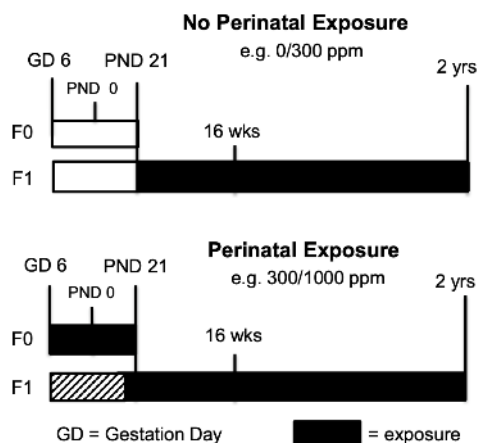 No Perinatal Exposure
e.g. 0/300 ppm
GD 6 PND 21 2 yrs
PND 0
F0
16 wks
F1
Perinatal Exposure
e.g. 300/1000 ppm
GD 6 PND 21 2 yrs
PND 0
F0
16 wks
F1
GD = Gestation Day = exposure